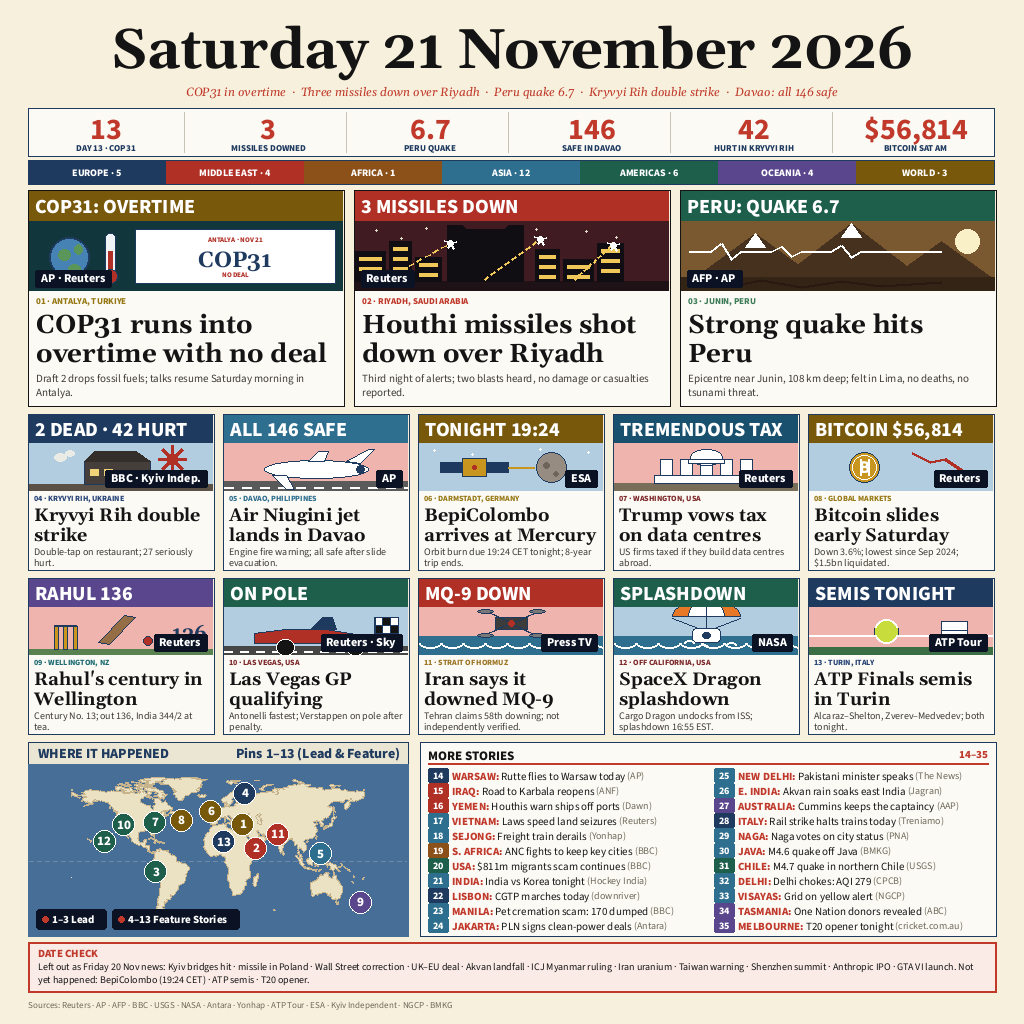 Saturday 21 November 2026
COP31 in overtime · Three missiles down over Riyadh · Peru quake 6.7 · Kryvyi Rih double strike · Davao: all 146 safe
13
DAY 13 · COP31
3
MISSILES DOWNED
6.7
PERU QUAKE
146
SAFE IN DAVAO
42
HURT IN KRYVYI RIH
$56,814
BITCOIN SAT AM
EUROPE · 5
MIDDLE EAST · 4
AFRICA · 1
ASIA · 12
AMERICAS · 6
OCEANIA · 4
WORLD · 3
COP31: OVERTIME
ANTALYA · NOV 21
COP31
NO DEAL
AP · Reuters
01 · ANTALYA, TURKIYE
COP31 runs into
overtime with no deal
Draft 2 drops fossil fuels; talks resume Saturday morning in
Antalya.
3 MISSILES DOWN
Reuters
02 · RIYADH, SAUDI ARABIA
Houthi missiles shot
down over Riyadh
Third night of alerts; two blasts heard, no damage or casualties
reported.
PERU: QUAKE 6.7
AFP · AP
03 · JUNIN, PERU
Strong quake hits
Peru
Epicentre near Junin, 108 km deep; felt in Lima, no deaths, no
tsunami threat.
2 DEAD · 42 HURT
BBC · Kyiv Indep.
04 · KRYVYI RIH, UKRAINE
Kryvyi Rih double
strike
Double-tap on restaurant; 27 seriously
hurt.
ALL 146 SAFE
AP
05 · DAVAO, PHILIPPINES
Air Niugini jet
lands in Davao
Engine fire warning; all safe after slide
evacuation.
TONIGHT 19:24
ESA
06 · DARMSTADT, GERMANY
BepiColombo
arrives at Mercury
Orbit burn due 19:24 CET tonight; 8-year
trip ends.
TREMENDOUS TAX
Reuters
07 · WASHINGTON, USA
Trump vows tax
on data centres
US firms taxed if they build data centres
abroad.
BITCOIN $56,814
B
Reuters
08 · GLOBAL MARKETS
Bitcoin slides
early Saturday
Down 3.6%; lowest since Sep 2024;
$1.5bn liquidated.
RAHUL 136
136
Reuters
09 · WELLINGTON, NZ
Rahul's century in
Wellington
Century No. 13; out 136, India 344/2 at
tea.
ON POLE
Reuters · Sky
10 · LAS VEGAS, USA
Las Vegas GP
qualifying
Antonelli fastest; Verstappen on pole after
penalty.
MQ-9 DOWN
Press TV
11 · STRAIT OF HORMUZ
Iran says it
downed MQ-9
Tehran claims 58th downing; not
independently verified.
SPLASHDOWN
NASA
12 · OFF CALIFORNIA, USA
SpaceX Dragon
splashdown
Cargo Dragon undocks from ISS;
splashdown 16:55 EST.
SEMIS TONIGHT
ATP Tour
13 · TURIN, ITALY
ATP Finals semis
in Turin
Alcaraz–Shelton, Zverev–Medvedev; both
tonight.
WHERE IT HAPPENED Pins 1–13 (Lead & Feature)
4
6
10
7
8
1
11
12
13
2
5
3
9
1–3 Lead
4–13 Feature Stories
MORE STORIES 14–35
14 WARSAW: Rutte flies to Warsaw today (AP)
15 IRAQ: Road to Karbala reopens (ANF)
16 YEMEN: Houthis warn ships off ports (Dawn)
17 VIETNAM: Laws speed land seizures (Reuters)
18 SEJONG: Freight train derails (Yonhap)
19 S. AFRICA: ANC fights to keep key cities (BBC)
20 USA: $811m migrants scam continues (BBC)
21 INDIA: India vs Korea tonight (Hockey India)
22 LISBON: CGTP marches today (downriver)
23 MANILA: Pet cremation scam: 170 dumped (BBC)
24 JAKARTA: PLN signs clean-power deals (Antara)
25 NEW DELHI: Pakistani minister speaks (The News)
26 E. INDIA: Akvan rain soaks east India (Jagran)
27 AUSTRALIA: Cummins keeps the captaincy (AAP)
28 ITALY: Rail strike halts trains today (Treniamo)
29 NAGA: Naga votes on city status (PNA)
30 JAVA: M4.6 quake off Java (BMKG)
31 CHILE: M4.7 quake in northern Chile (USGS)
32 DELHI: Delhi chokes: AQI 279 (CPCB)
33 VISAYAS: Grid on yellow alert (NGCP)
34 TASMANIA: One Nation donors revealed (ABC)
35 MELBOURNE: T20 opener tonight (cricket.com.au)
DATE CHECK
Left out as Friday 20 Nov news: Kyiv bridges hit · missile in Poland · Wall Street correction · UK–EU deal · Akvan landfall · ICJ Myanmar ruling · Iran uranium · Taiwan warning · Shenzhen summit · Anthropic IPO · GTA VI launch. Not
yet happened: BepiColombo (19:24 CET) · ATP semis · T20 opener.
Sources: Reuters · AP · AFP · BBC · USGS · NASA · Antara · Yonhap · ATP Tour · ESA · Kyiv Independent · NGCP · BMKG